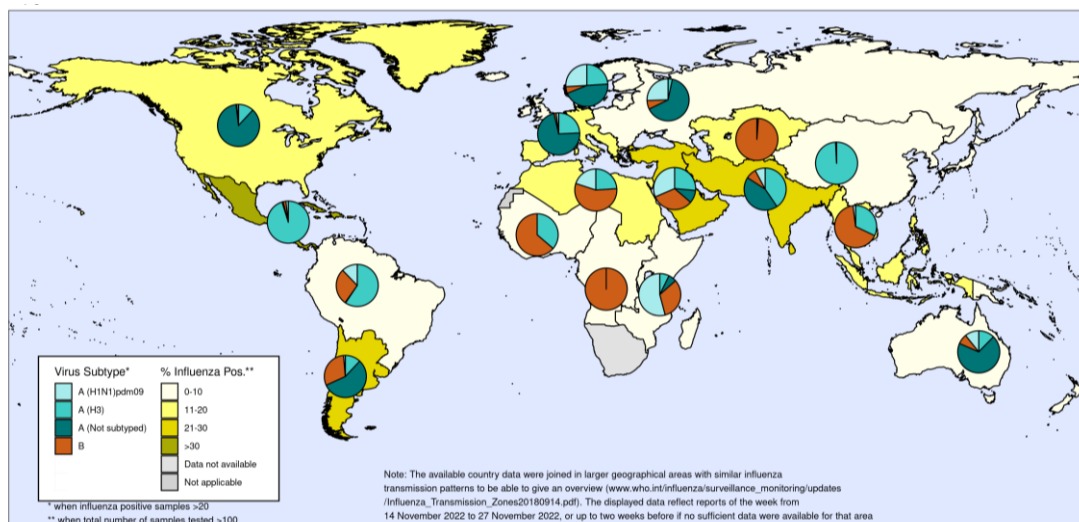 Virus Subtype*
A (H1N1)pdm09
A (H3)
A (Not subtyped)
B
% Influenza Pos.**
0-10
11-20
21-30
>30
Data not available
Not applicable
* when influenza positive samples >20
** when total number of samples tested >100
Note: The available country data were joined in larger geographical areas with similar influenza
transmission patterns to be able to give an overview (www.who.int/influenza/surveillance_monitoring/updates
/Influenza_Transmission_Zones20180914.pdf). The displayed data reflect reports of the week from
14 November 2022 to 27 November 2022, or up to two weeks before if no sufficient data were available for that area